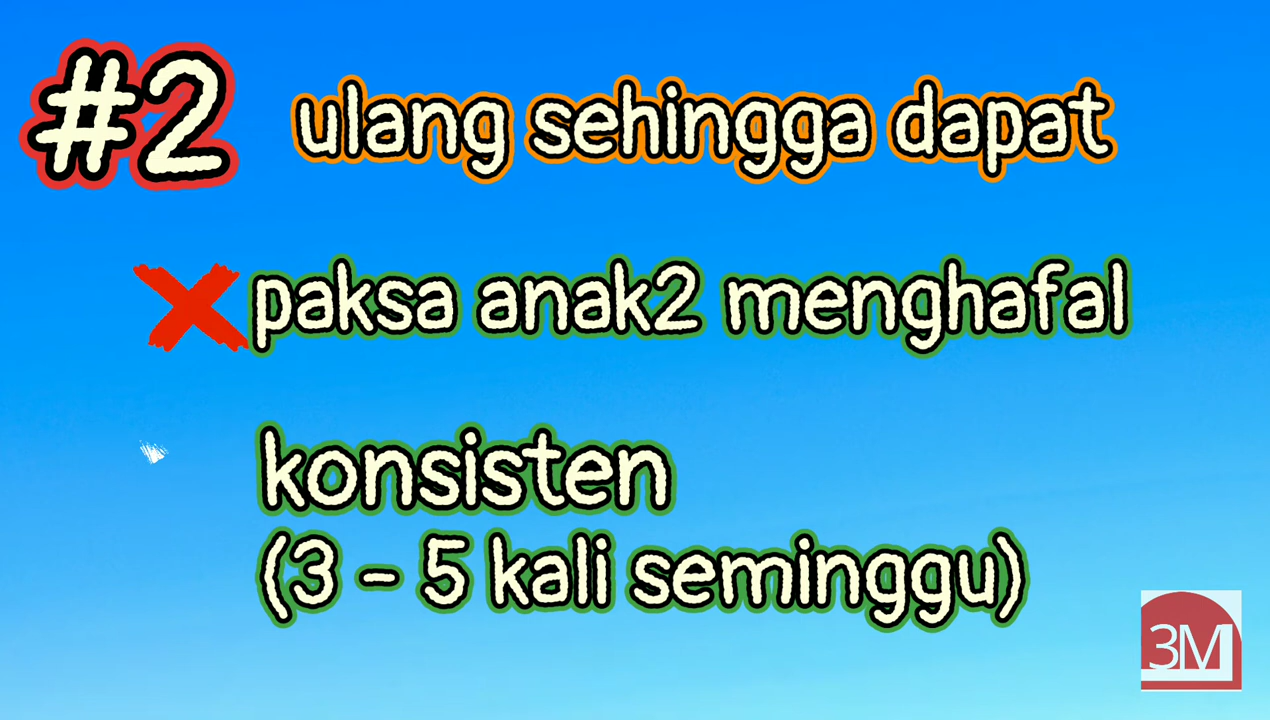 #2 ulang sehingga dapat
paksa anak2 menghafal
konsisten
(3 - 5 kali seminggu)
3M